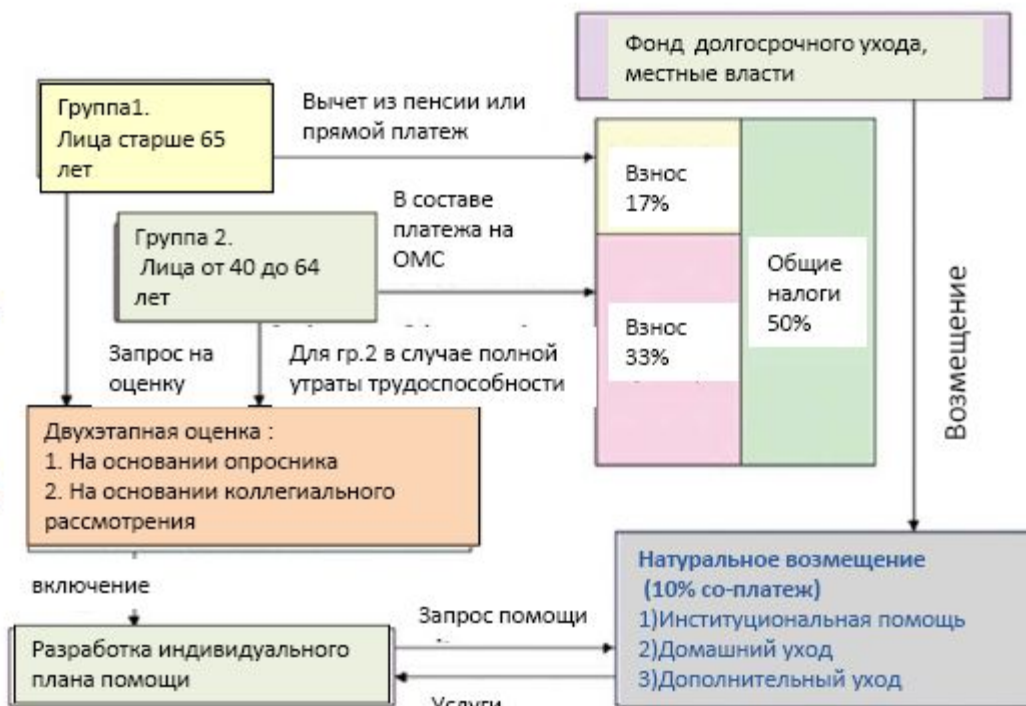 Фонд долгосрочного ухода,
местные власти
Группа1.
Лица старше 65
лет
Вычет из пенсии или
прямой платеж
Взнос
17%
В составе
платежа на
ОМС
Группа 2.
Лица от 40 до 64
лет
Общие
налоги
50%
Взнос
33%
Возмещение
Запрос на
оценку
Для гр.2 в случае полной
утраты трудоспособности
Двухэтапная оценка :
1. На основании опросника
2. На основании коллегиального
рассмотрения
включение
Натуральное возмещение
(10% со-платеж)
1)Институциональная помощь
2)Домашний уход
3)Дополнительный уход
Запрос помощи
Разработка индивидуального
плана помощи
Услуги